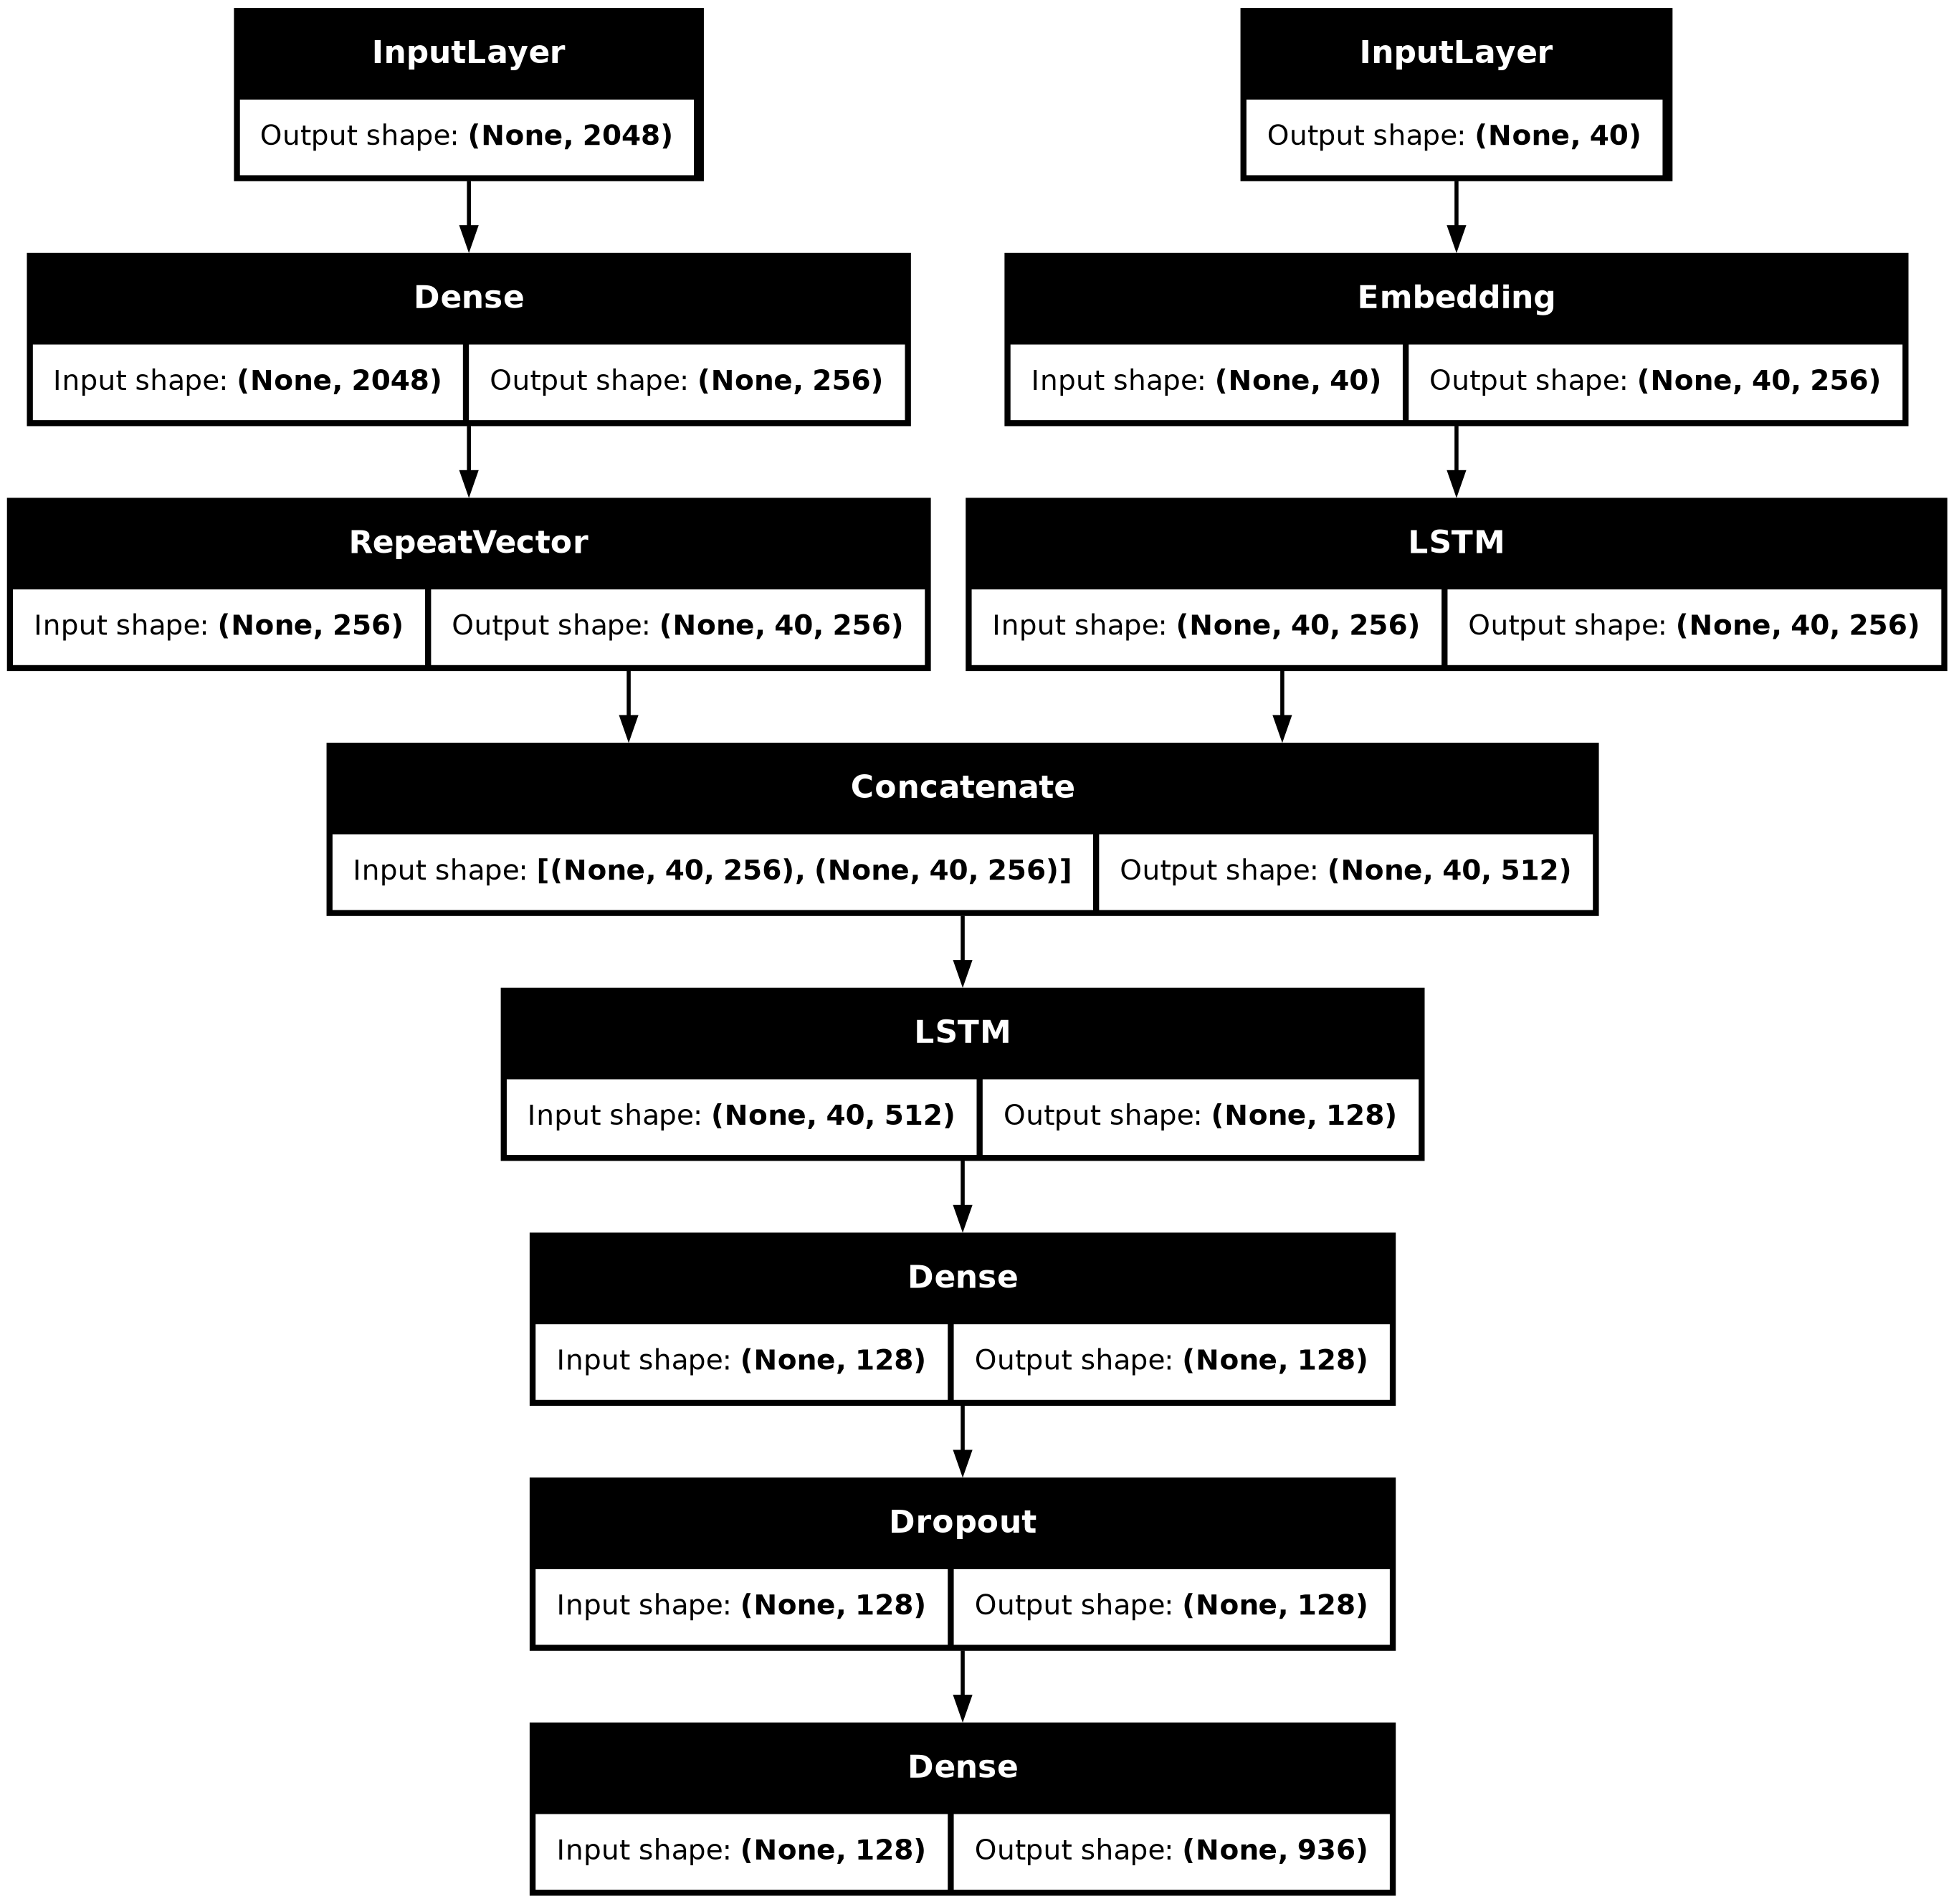 InputLayer
Output shape: (None, 2048)
InputLayer
Output shape: (None, 40)
Dense
Input shape: (None, 2048)
Output shape: (None, 256)
Embedding
Input shape: (None, 40)
Output shape: (None, 40, 256)
RepeatVector
Input shape: (None, 256)
Output shape: (None, 40, 256)
LSTM
Input shape: (None, 40, 256)
Output shape: (None, 40, 256)
Concatenate
Input shape: [(None, 40, 256), (None, 40, 256)]
Output shape: (None, 40, 512)
LSTM
Input shape: (None, 40, 512)
Output shape: (None, 128)
Dense
Input shape: (None, 128)
Output shape: (None, 128)
Dropout
Input shape: (None, 128)
Output shape: (None, 128)
Dense
Input shape: (None, 128)
Output shape: (None, 936)